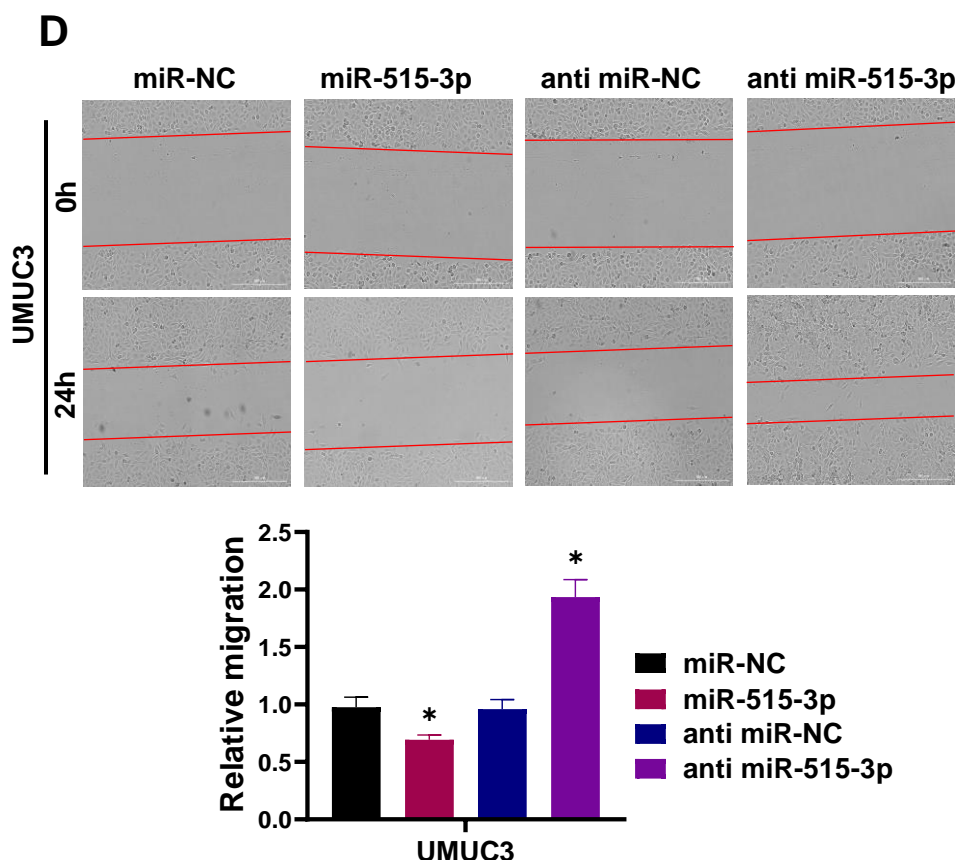 D
miR-NC
miR-515-3p
anti miR-NC
anti miR-515-3p
UMUC3
0h
24h
Relative migration
2.5
2.0
1.5
1.0
0.5
0.0
*
*
UMUC3
miR-NC
miR-515-3p
anti miR-NC
anti miR-515-3p